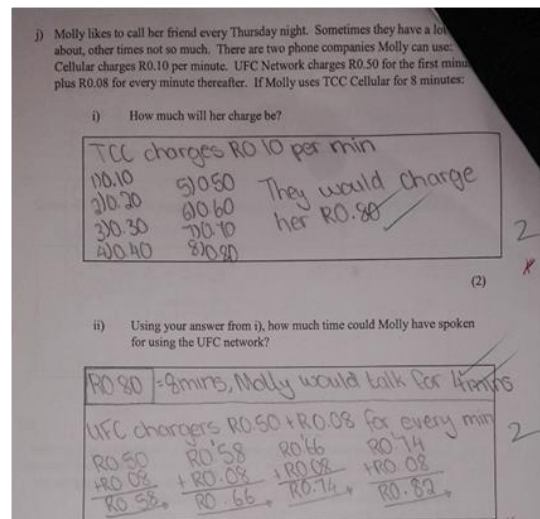 j) Molly likes to call her friend every Thursday night. Sometimes they have a lot
about, other times not so much. There are two phone companies Molly can use:
Cellular charges R0.10 per minute. UFC Network charges R0.50 for the first minu
plus R0.08 for every minute thereafter. If Molly uses TCC Cellular for 8 minutes:
i) How much will her charge be?
TCC charges R0 10 per min
1)0.10 5)0 50 They would charge
2)0.20 6)0 60 her R0.80
3)0.30 7)0.70
4)0.40 8)0.80
2
(2)
ii) Using your answer from i), how much time could Molly have spoken
for using the UFC network?
R0 80 = 8mins, Molly would talk for 4mins
UFC chargers R0.50 + R0.08 for every min
2
R0 50 R0'58 R0'66 R0'74
+R0 08 + R0.08 + R0 08 +R0 08
R0 58 R0.66 R0.74 R0.82